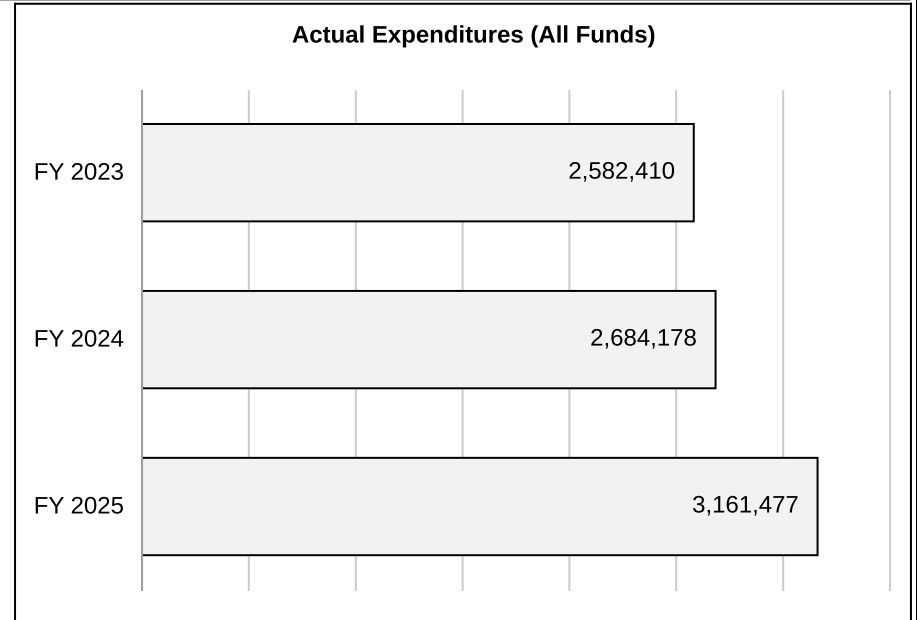 Actual Expenditures (All Funds)
FY 2023 2,582,410
FY 2024 2,684,178
FY 2025 3,161,477